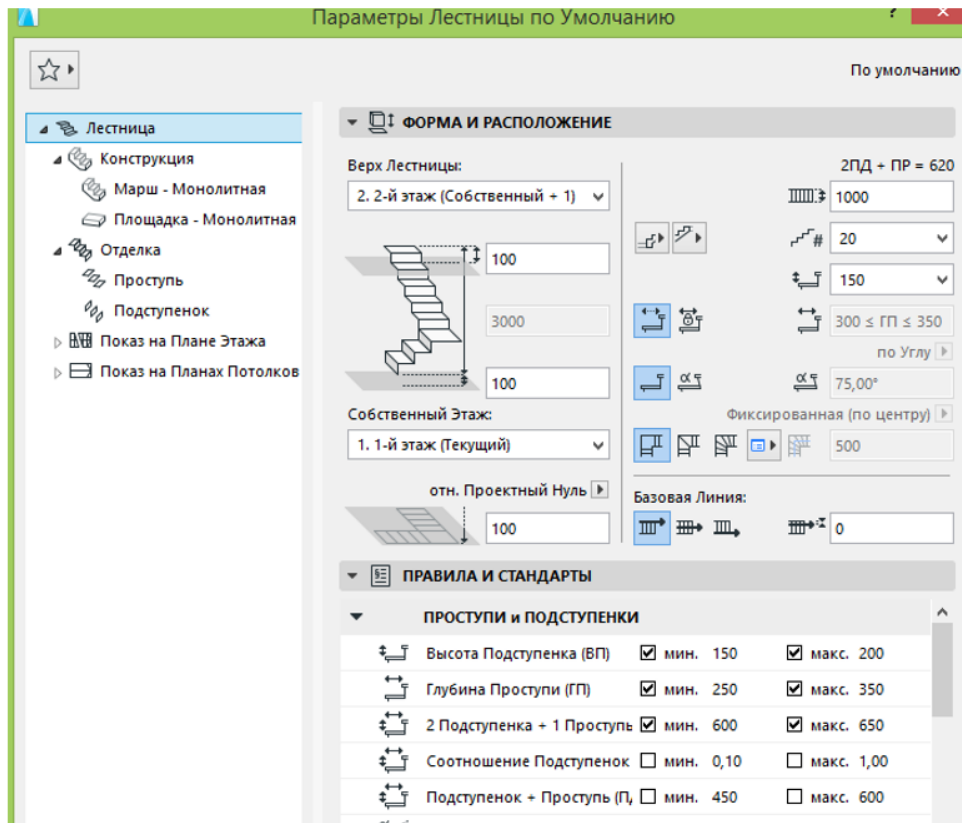 Параметры Лестницы по Умолчанию
?
По умолчанию
Лестница
Конструкция
Марш - Монолитная
Площадка - Монолитная
Отделка
Проступь
Подступенок
Показ на Плане Этажа
Показ на Планах Потолков
ФОРМА И РАСПОЛОЖЕНИЕ
Верх Лестницы:
2. 2-й этаж (Собственный + 1)
100
3000
100
Собственный Этаж:
1. 1-й этаж (Текущий)
отн. Проектный Нуль
100
2ПД + ПР = 620
1000
# 20
150
300 ≤ ГП ≤ 350
по Углу
α α 75,00°
Фиксированная (по центру)
500
Базовая Линия:
0
ПРАВИЛА И СТАНДАРТЫ
ПРОСТУПИ и ПОДСТУПЕНКИ
Высота Подступенка (ВП) мин. 150 макс. 200
Глубина Проступи (ГП) мин. 250 макс. 350
2 Подступенка + 1 Проступь мин. 600 макс. 650
Соотношение Подступенок мин. 0,10 макс. 1,00
Подступенок + Проступь (П, мин. 450 макс. 600